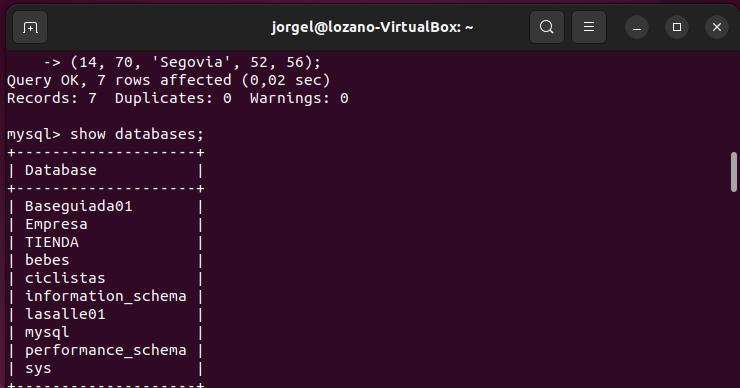 jorgel@lozano-VirtualBox: ~
    -> (14, 70, 'Segovia', 52, 56);
Query OK, 7 rows affected (0,02 sec)
Records: 7  Duplicates: 0  Warnings: 0

mysql> show databases;
+--------------------+
| Database           |
+--------------------+
| Baseguiada01       |
| Empresa            |
| TIENDA             |
| bebes              |
| ciclistas          |
| information_schema |
| lasalle01          |
| mysql              |
| performance_schema |
| sys                |
+--------------------+